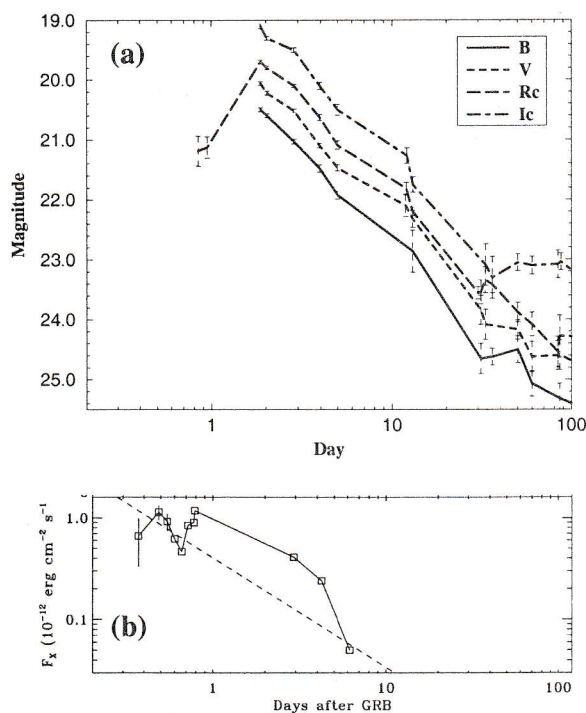 19.0
20.0
21.0
22.0
23.0
24.0
25.0
Magnitude
(a)
B
V
Rc
Ic
1
10
100
Day
1.0
0.1
F_X (10^-12 erg cm^-2 s^-1)
(b)
1
10
100
Days after GRB